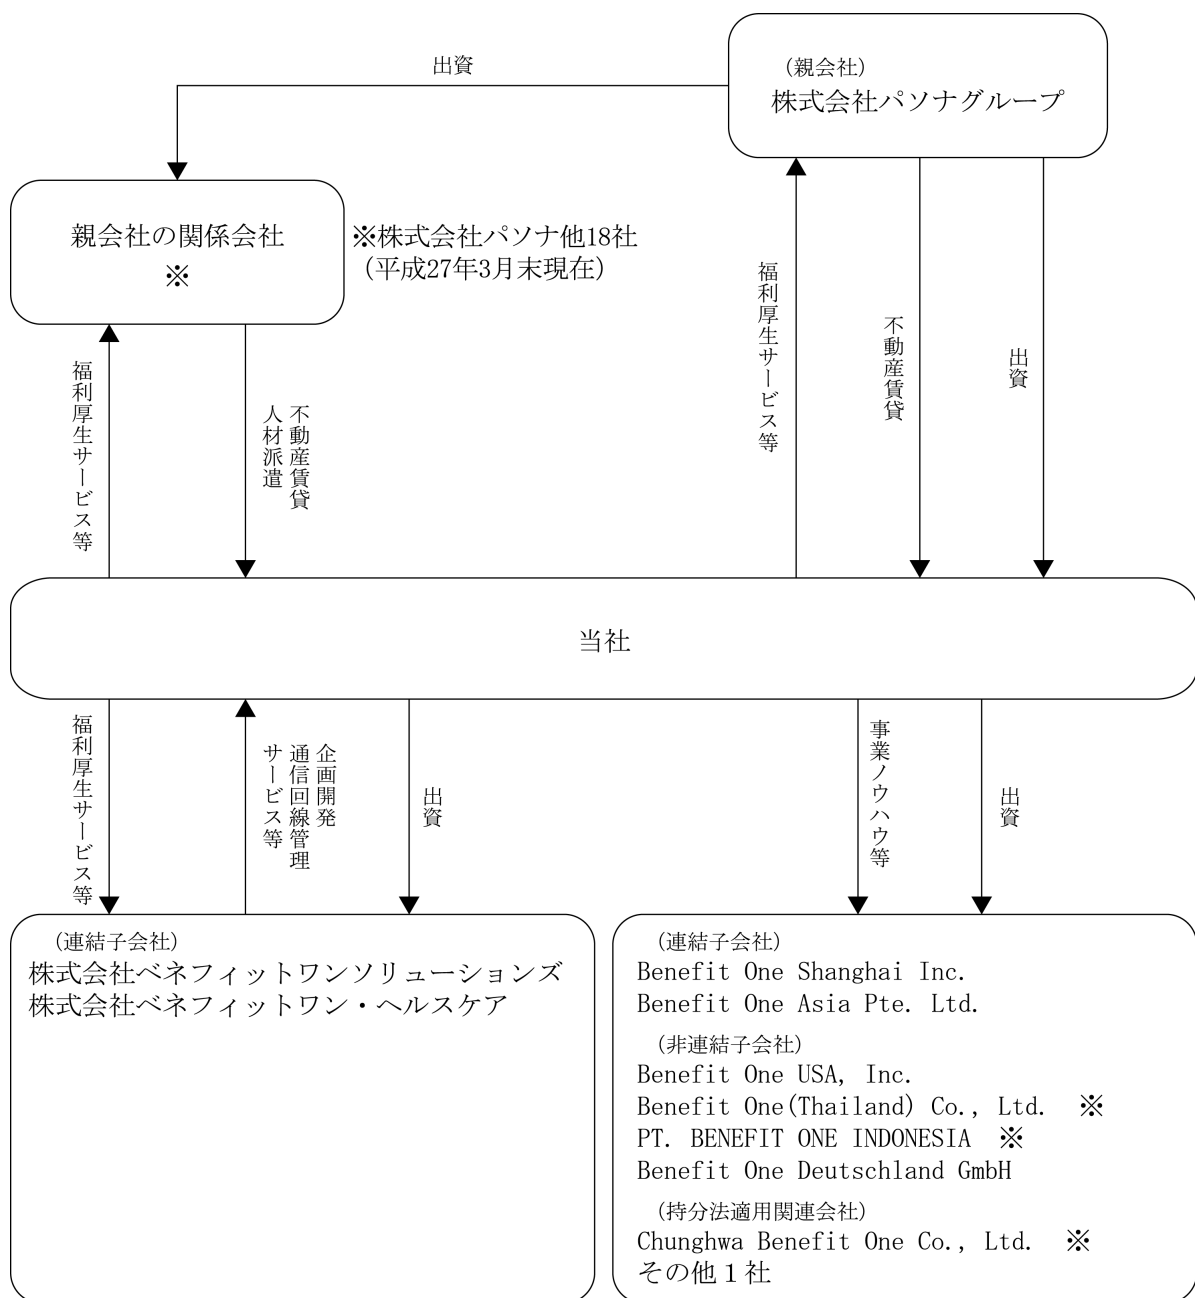 出資
（親会社）
株式会社パソナグループ
親会社の関係会社
※
※株式会社パソナ他18社
（平成27年3月末現在）
福利厚生サービス等
不動産賃貸
人材派遣
福利厚生サービス等
不動産賃貸
出資
当社
福利厚生サービス等
企画開発
通信回線管理
サービス等
出資
事業ノウハウ等
出資
（連結子会社）
株式会社ベネフィットワンソリューションズ
株式会社ベネフィットワン・ヘルスケア
（連結子会社）
Benefit One Shanghai Inc.
Benefit One Asia Pte. Ltd.
（非連結子会社）
Benefit One USA, Inc.
Benefit One(Thailand) Co., Ltd. ※
PT. BENEFIT ONE INDONESIA ※
Benefit One Deutschland GmbH
（持分法適用関連会社）
Chunghwa Benefit One Co., Ltd. ※
その他１社